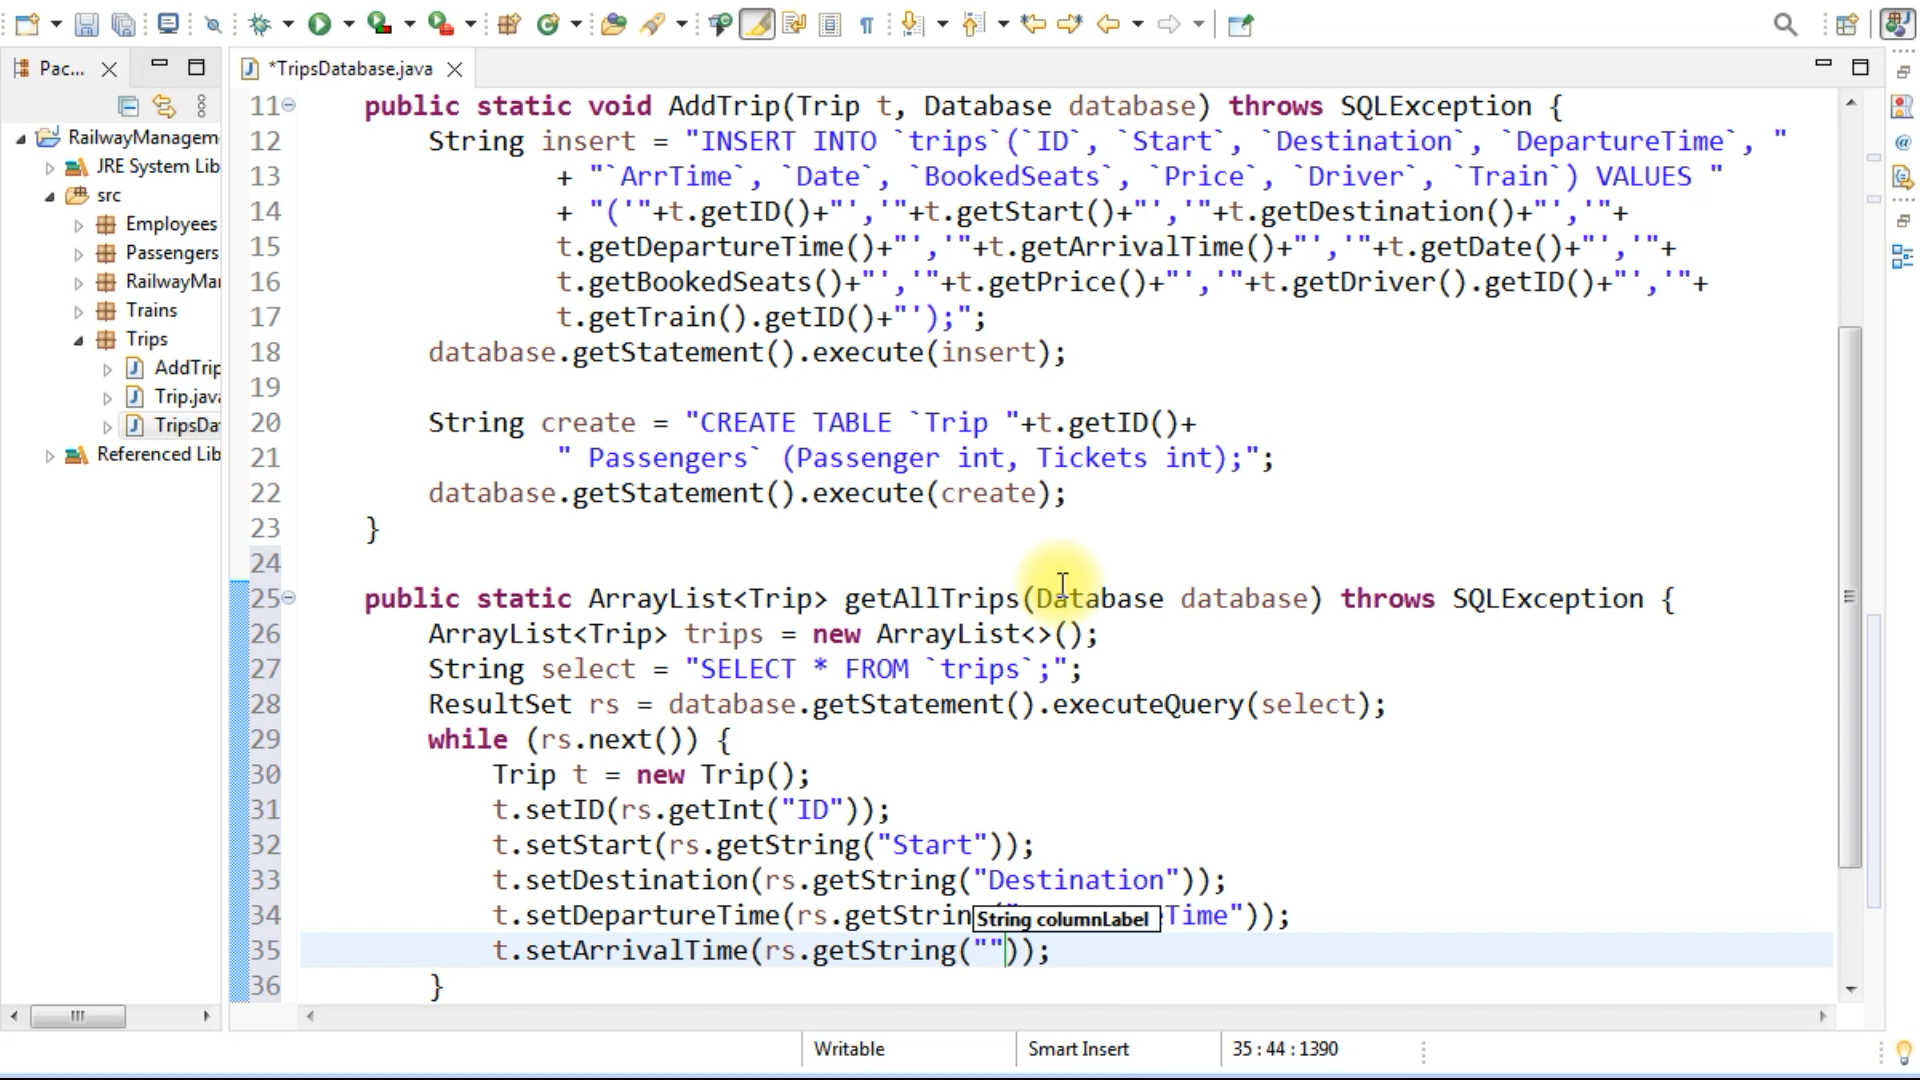 Pac...
*TripsDatabase.java
RailwayManagem
JRE System Lib
src
Employees
Passengers
RailwayMar
Trains
Trips
AddTrip
Trip.java
TripsDa
Referenced Lib
11 public static void AddTrip(Trip t, Database database) throws SQLException {
12 String insert = "INSERT INTO `trips`(`ID`, `Start`, `Destination`, `DepartureTime`, "
13 + "`ArrTime`, `Date`, `BookedSeats`, `Price`, `Driver`, `Train`) VALUES "
14 + "('"+t.getID()+"','"+t.getStart()+"','"+t.getDestination()+"','"+
15 t.getDepartureTime()+"','"+t.getArrivalTime()+"','"+t.getDate()+"','"+
16 t.getBookedSeats()+"','"+t.getPrice()+"','"+t.getDriver().getID()+"','"+
17 t.getTrain().getID()+"');";
18 database.getStatement().execute(insert);
19
20 String create = "CREATE TABLE `Trip "+t.getID()+
21 " Passengers` (Passenger int, Tickets int);";
22 database.getStatement().execute(create);
23 }
24
25 public static ArrayList<Trip> getAllTrips(Database database) throws SQLException {
26 ArrayList<Trip> trips = new ArrayList<>();
27 String select = "SELECT * FROM `trips`;";
28 ResultSet rs = database.getStatement().executeQuery(select);
29 while (rs.next()) {
30 Trip t = new Trip();
31 t.setID(rs.getInt("ID"));
32 t.setStart(rs.getString("Start"));
33 t.setDestination(rs.getString("Destination"));
34 t.setDepartureTime(rs.getStrin Time"));
String columnLabel
35 t.setArrivalTime(rs.getString(""));
36 }
Writable
Smart Insert
35 : 44 : 1390